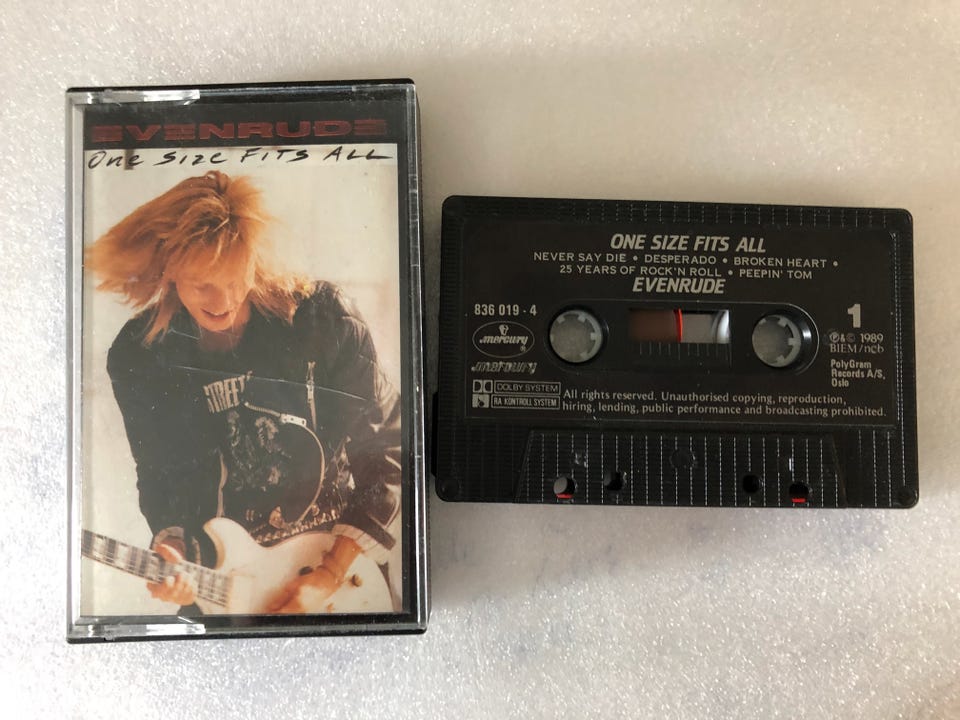 EVENRUDE
One Size Fits All
STREET
ONE SIZE FITS ALL
NEVER SAY DIE • DESPERADO • BROKEN HEART •
25 YEARS OF ROCK'N ROLL • PEEPIN' TOM
EVENRUDE
836 019 - 4
1
mercury
®
mercury
℗ & © 1989
BIEM/ncb
PolyGram
Records A/S,
Oslo
DOLBY SYSTEM
RA KONTROLL SYSTEM
All rights reserved. Unauthorised copying, reproduction,
hiring, lending, public performance and broadcasting prohibited.